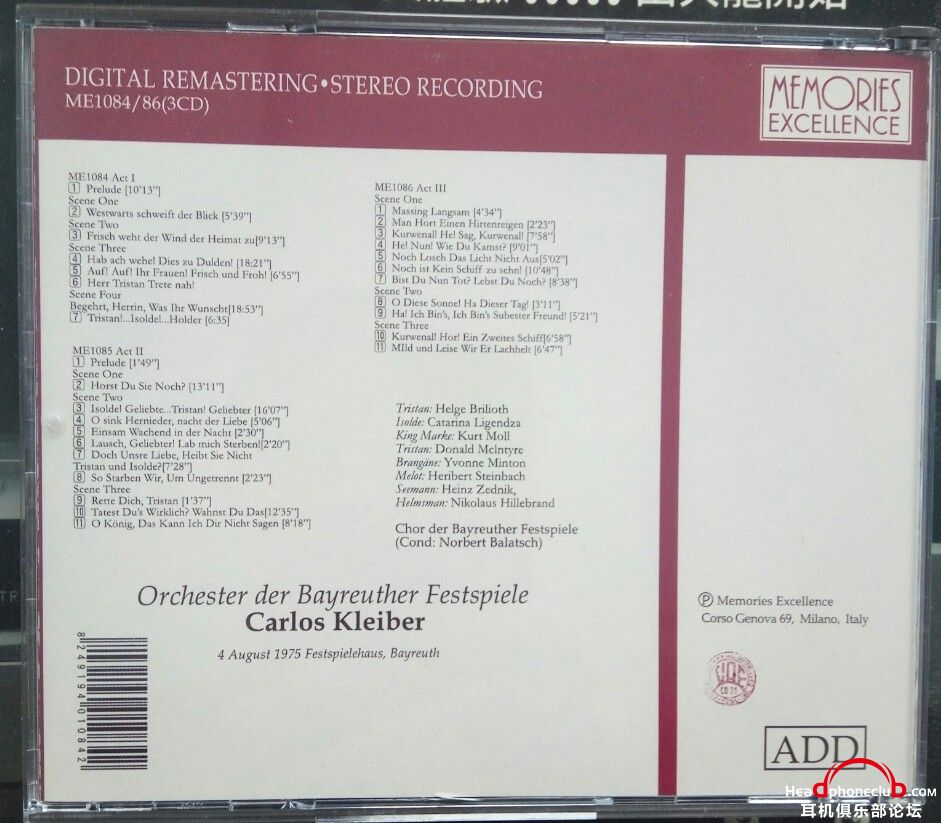 DIGITAL REMASTERING•STEREO RECORDING
ME1084/86(3CD)
MEMORIES
EXCELLENCE
ME1084 Act I
1 Prelude [10'13"]
Scene One
2 Westwarts schweift der Blick [5'39"]
Scene Two
3 Frisch weht der Wind der Heimat zu[9'13"]
Scene Three
4 Hab ach wehe! Dies zu Dulden! [18:21"]
5 Auf! Auf! Ihr Frauen! Frisch und Froh! [6'55"]
6 Herr Tristan Trete nah!
Scene Four
Begehrt, Herrin, Was Ihr Wunscht[18:53"]
7 Tristan!...Isolde!...Holder [6:35]
ME1085 Act II
1 Prelude [1'49"]
Scene One
2 Horst Du Sie Noch? [13'11"]
Scene Two
3 Isolde! Geliebte...Tristan! Geliebter [16'07"]
4 O sink Hernieder, nacht der Liebe [5'06"]
5 Einsam Wachend in der Nacht [2'30"]
6 Lausch, Geliebter! Lab mich Sterben![2'20"]
7 Doch Unsre Liebe, Heibt Sie Nicht
Tristan und Isolde?[7'28"]
8 So Starben Wir, Um Ungetrennt [2'23"]
Scene Three
9 Rette Dich, Tristan [1'37"]
10 Tatest Du's Wirklich? Wahnst Du Das[12'35"]
11 O König, Das Kann Ich Dir Nicht Sagen [8'18"]
ME1086 Act III
Scene One
1 Massing Langsam [4'34"]
2 Man Hort Einen Hirtenreigen [2'23"]
3 Kurwenal! He! Sag, Kurwenal! [7'58"]
4 He! Nun! Wie Du Kamst? [9'01"]
5 Noch Losch Das Licht Nicht Aus[5'02"]
6 Noch ist Kein Schiff zu sehn! [10'48"]
7 Bist Du Nun Tot? Lebst Du Noch? [8'38"]
Scene Two
8 O Diese Sonne! Ha Dieser Tag! [3'11"]
9 Ha! Ich Bin's, Ich Bin's Subester Freund! [5'21"]
Scene Three
10 Kurwenal! Hor! Ein Zweites Schiff[6'58"]
11 MIld und Leise Wir Er Lachhelt [6'47"]
Tristan: Helge Brilioth
Isolde: Catarina Ligendza
King Marke: Kurt Moll
Tristan: Donald McIntyre
Brangäne: Yvonne Minton
Melot: Heribert Steinbach
Seemann: Heinz Zednik,
Helmsman: Nikolaus Hillebrand
Chor der Bayreuther Festspiele
(Cond: Norbert Balatsch)
Orchester der Bayreuther Festspiele
Carlos Kleiber
4 August 1975 Festspielehaus, Bayreuth
8249194010842
Ⓟ Memories Excellence
Corso Genova 69, Milano, Italy
ADD
Headphoneclub.com
耳机俱乐部论坛